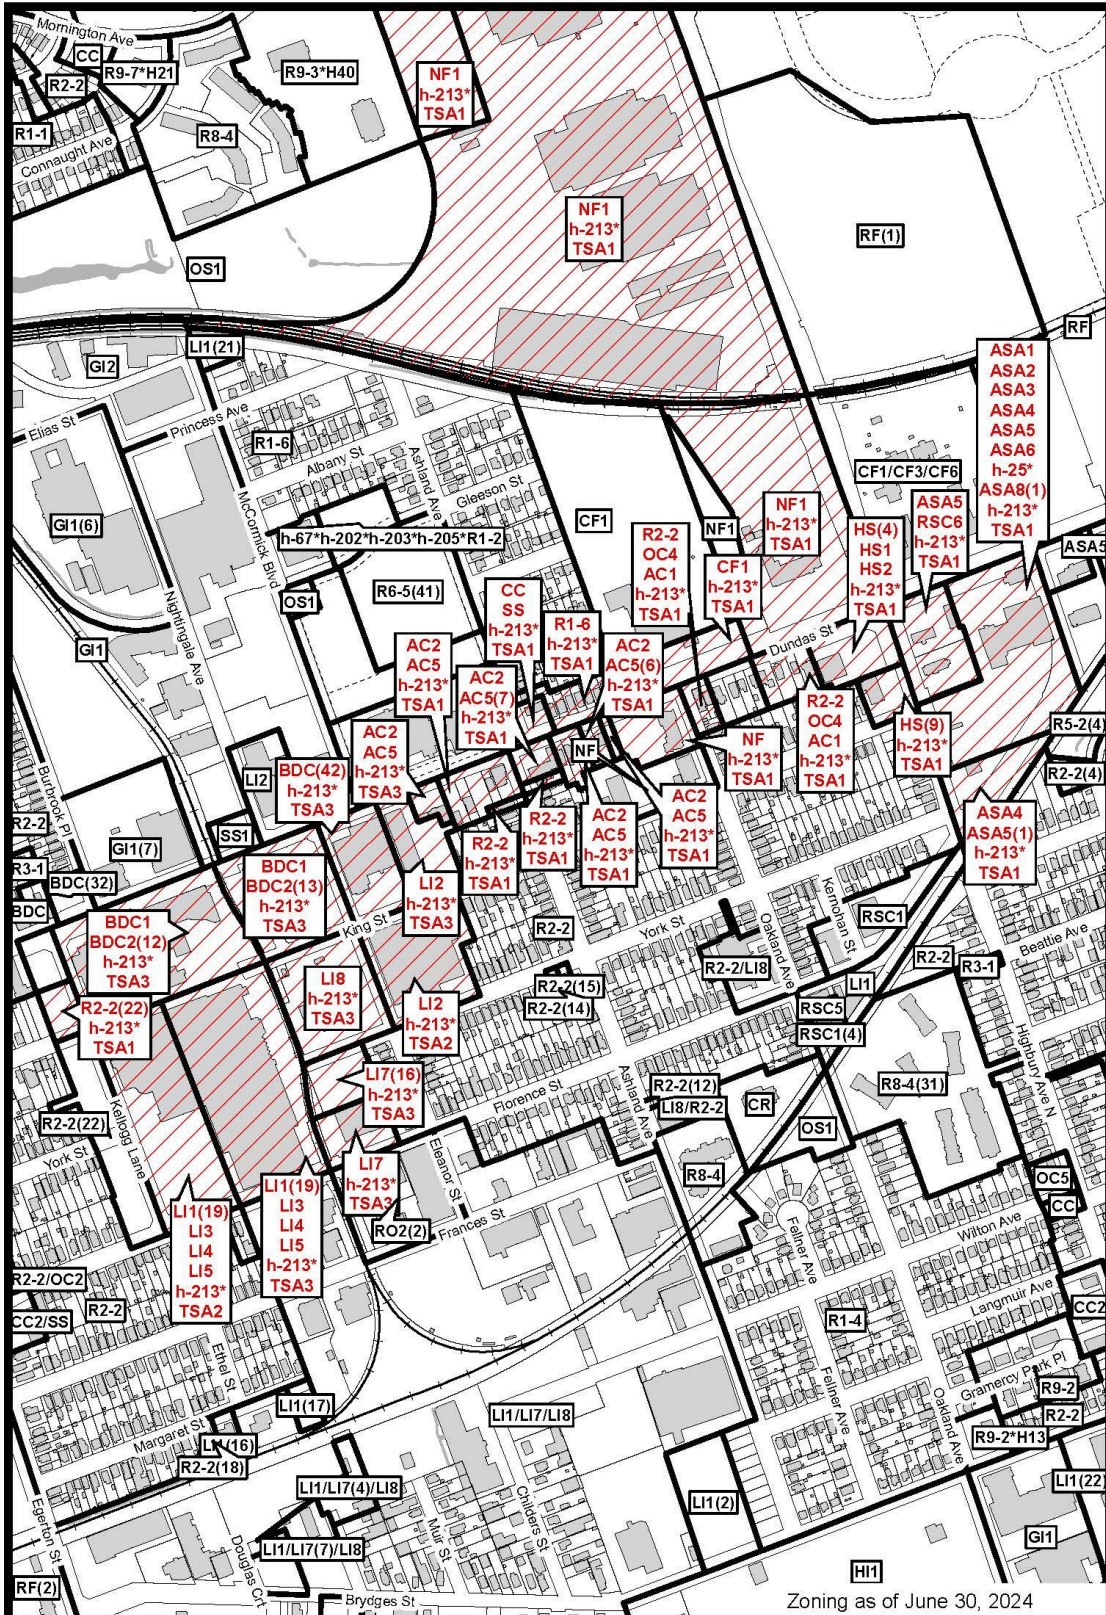 Mornington Ave
CC
R9-7*H21
R9-3*H40
R2-2
R1-1
Connaught Ave
R8-4
NF1
h-213*
TSA1
NF1
h-213*
TSA1
RF(1)
OS1
RF
LI1(21)
GI2
ASA1
ASA2
ASA3
ASA4
ASA5
ASA6
h-25*
ASA8(1)
h-213*
TSA1
Elias St
Princess Ave
R1-6
Albany St
Ashland Ave
Gleeson St
McCormick Blvd
GI1(6)
CF1/CF3/CF6
CF1
NF1
NF1
h-213*
TSA1
ASA5
RSC6
h-213*
TSA1
HS(4)
HS1
HS2
h-213*
TSA1
ASA5
h-67*h-202*h-203*h-205*R1-2
R2-2
OC4
AC1
h-213*
TSA1
CF1
h-213*
TSA1
OS1
R6-5(41)
Nightingale Ave
GI1
CC
SS
h-213*
TSA1
R1-6
h-213*
TSA1
AC2
AC5(6)
h-213*
TSA1
AC2
AC5
h-213*
TSA1
AC2
AC5(7)
h-213*
TSA1
Dundas St
R2-2
OC4
AC1
h-213*
TSA1
HS(9)
h-213*
TSA1
R5-2(4)
R2-2(4)
NF
NF
h-213*
TSA1
AC2
AC5
h-213*
TSA3
BDC(42)
h-213*
TSA3
LI2
Burbrook Pl
R2-2
SS1
GI1(7)
R3-1
BDC(32)
BDC
AC2
AC5
h-213*
TSA1
AC2
AC5
h-213*
TSA1
R2-2
h-213*
TSA1
R2-2
h-213*
TSA1
ASA4
ASA5(1)
h-213*
TSA1
BDC1
BDC2(13)
h-213*
TSA3
LI2
h-213*
TSA3
King St
BDC1
BDC2(12)
h-213*
TSA3
R2-2
York St
Oakland Ave
Kernohan St
RSC1
Beattie Ave
R2-2
R3-1
R2-2/LI8
LI1
LI8
h-213*
TSA3
LI2
h-213*
TSA2
R2-2(15)
R2-2(14)
RSC5
RSC1(4)
R2-2(22)
h-213*
TSA1
Highbury Ave N
LI7(16)
h-213*
TSA3
Florence St
Ashland Ave
R2-2(12)
LI8/R2-2
CR
R8-4(31)
OS1
R2-2(22)
Kellogg Lane
York St
Eleanor St
LI7
h-213*
TSA3
R8-4
OC5
CC
LI1(19)
LI3
LI4
LI5
h-213*
TSA2
LI1(19)
LI3
LI4
LI5
h-213*
TSA3
RO2(2)
Frances St
Fellner Ave
Wilton Ave
R2-2/OC2
CC2/SS
R2-2
Langmuir Ave
CC2
R1-4
Ethel St
Gramercy Park Pl
R9-2
R2-2
Fellner Ave
Oakland Ave
R9-2*H13
LI1(17)
LI1/LI7/LI8
Margaret St
LI1(16)
R2-2(18)
LI1/LI7(4)/LI8
LI1(2)
LI1(22)
Egerton St
Muir St
Childers St
LI1/LI7(7)/LI8
Douglas Crt
GI1
RF(2)
HI1
Brydges St
Zoning as of June 30, 2024